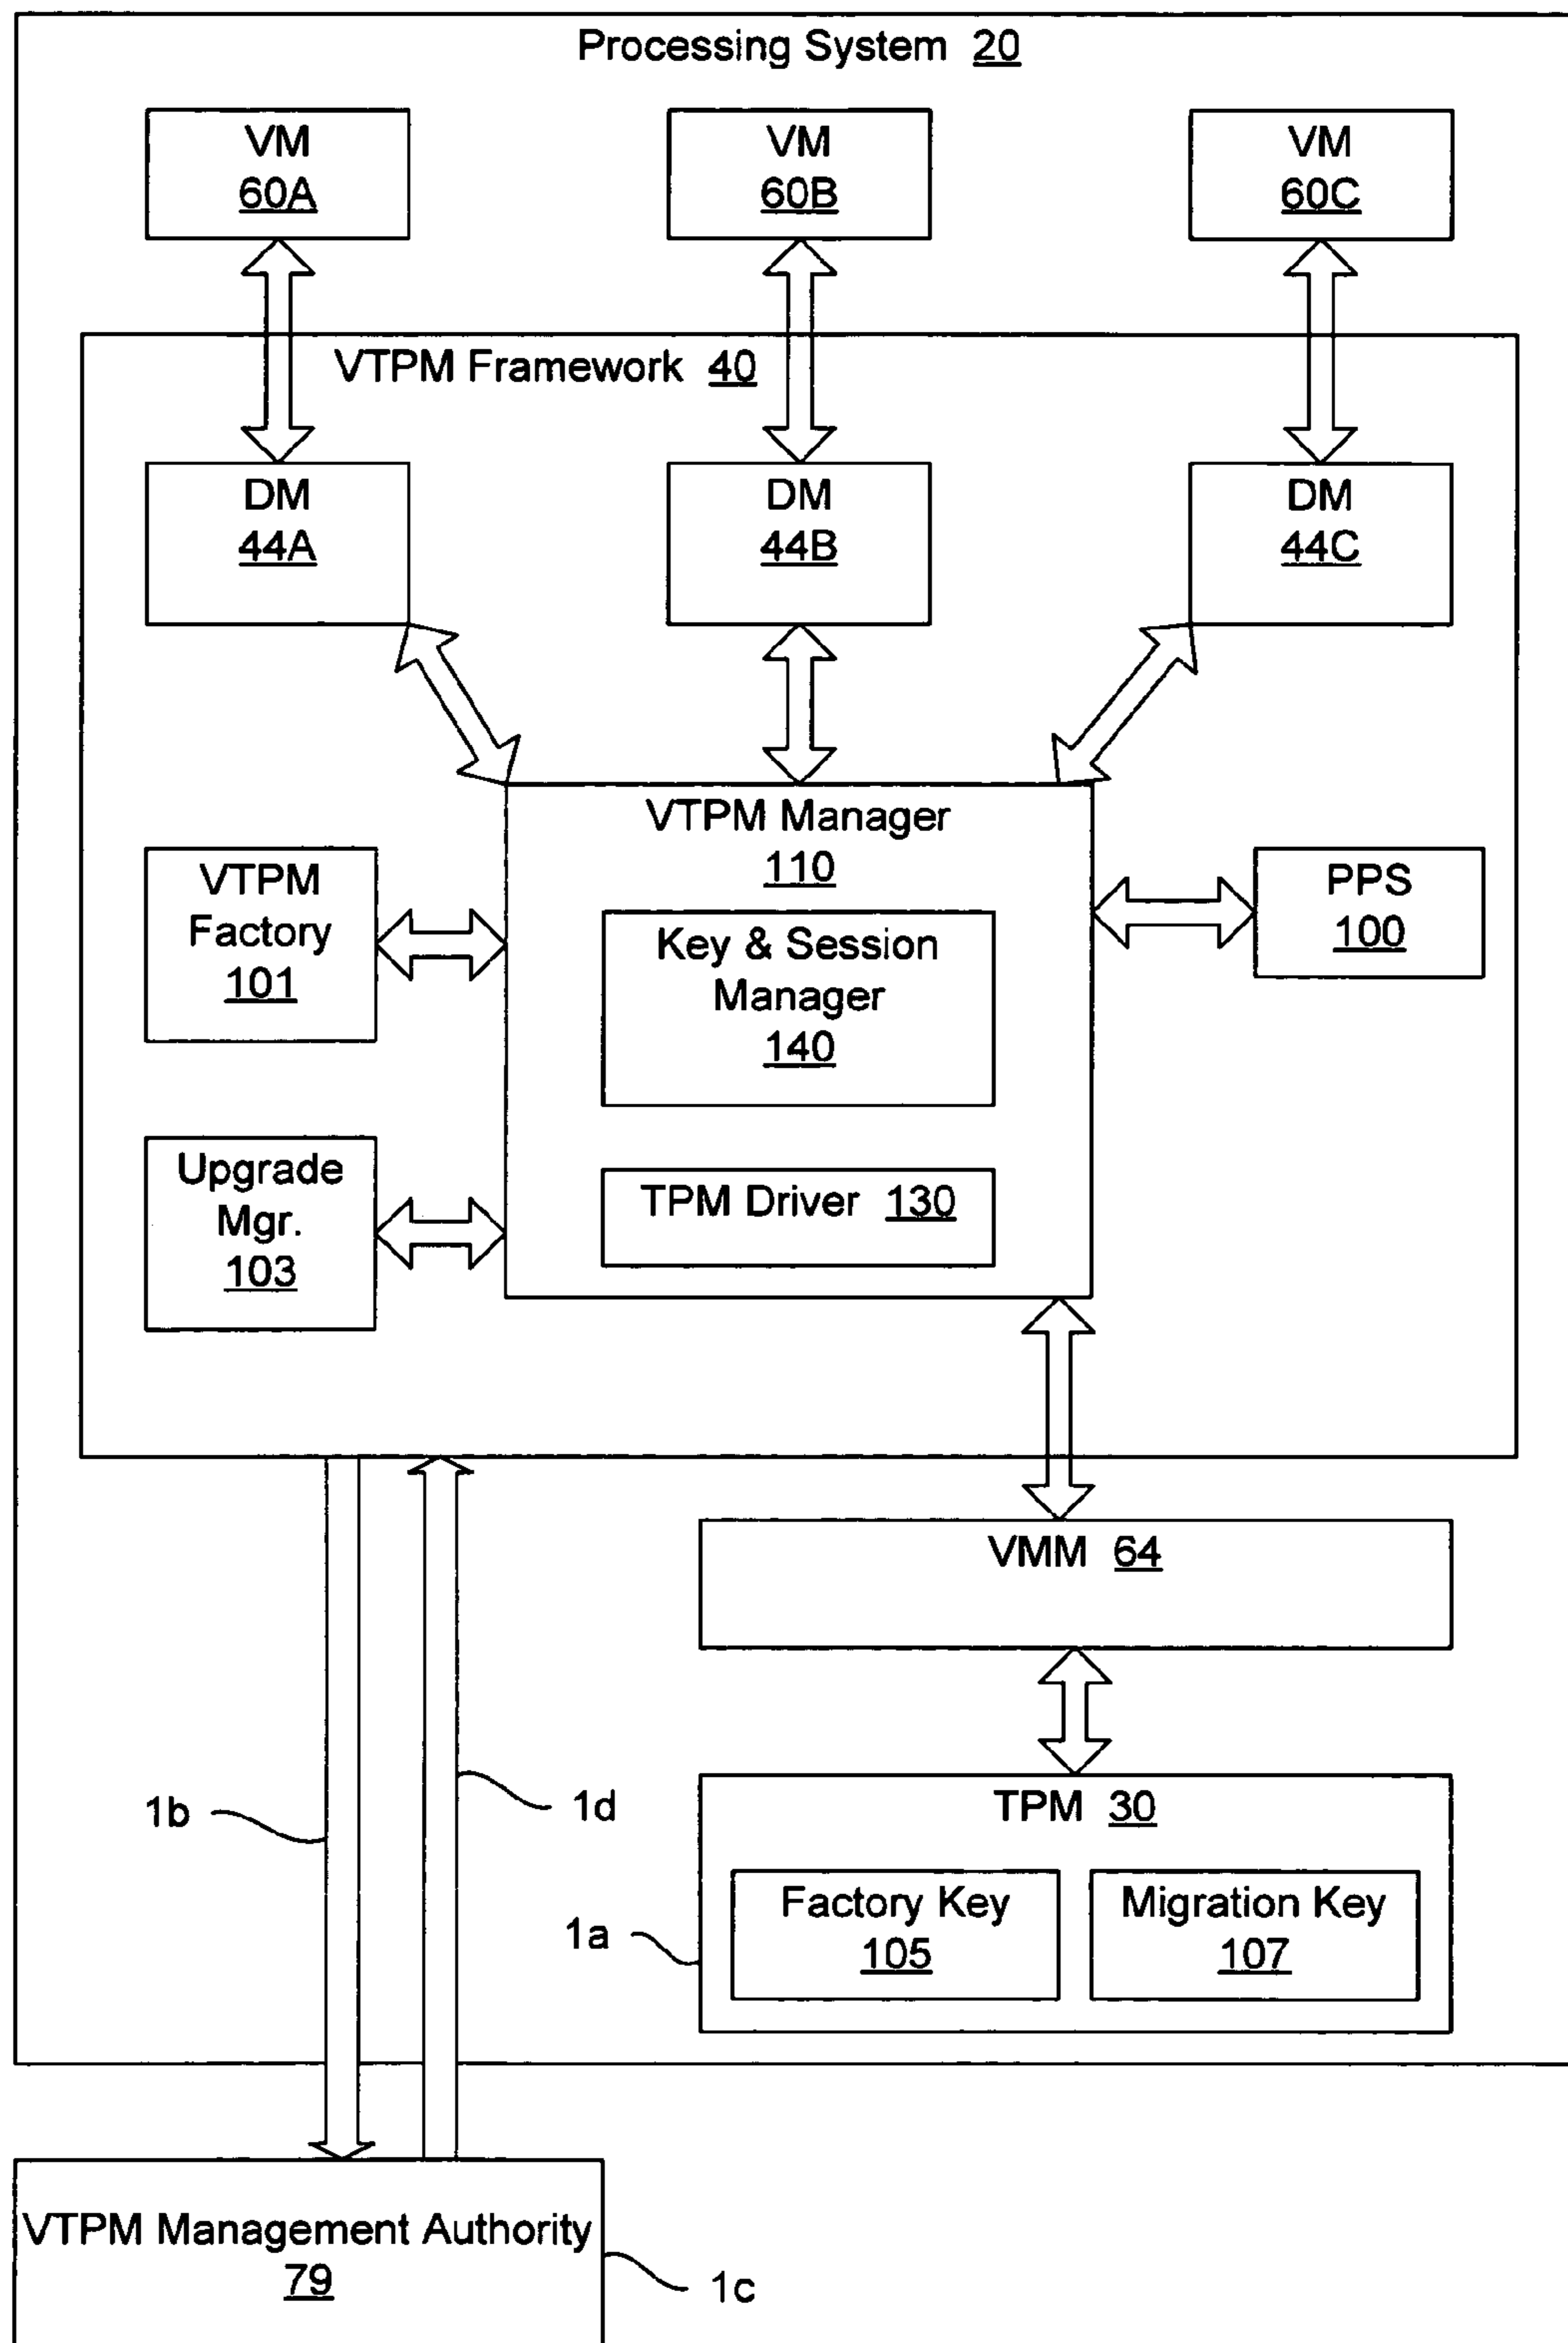 Processing System 20
VM
60A
VM
60B
VM
60C
VTPM Framework 40
DM
44A
DM
44B
DM
44C
VTPM Manager
110
VTPM
Factory
101
Key & Session
Manager
140
PPS
100
Upgrade
Mgr.
103
TPM Driver 130
VMM 64
1b
1d
TPM 30
1a
Factory Key
105
Migration Key
107
VTPM Management Authority
79
1c